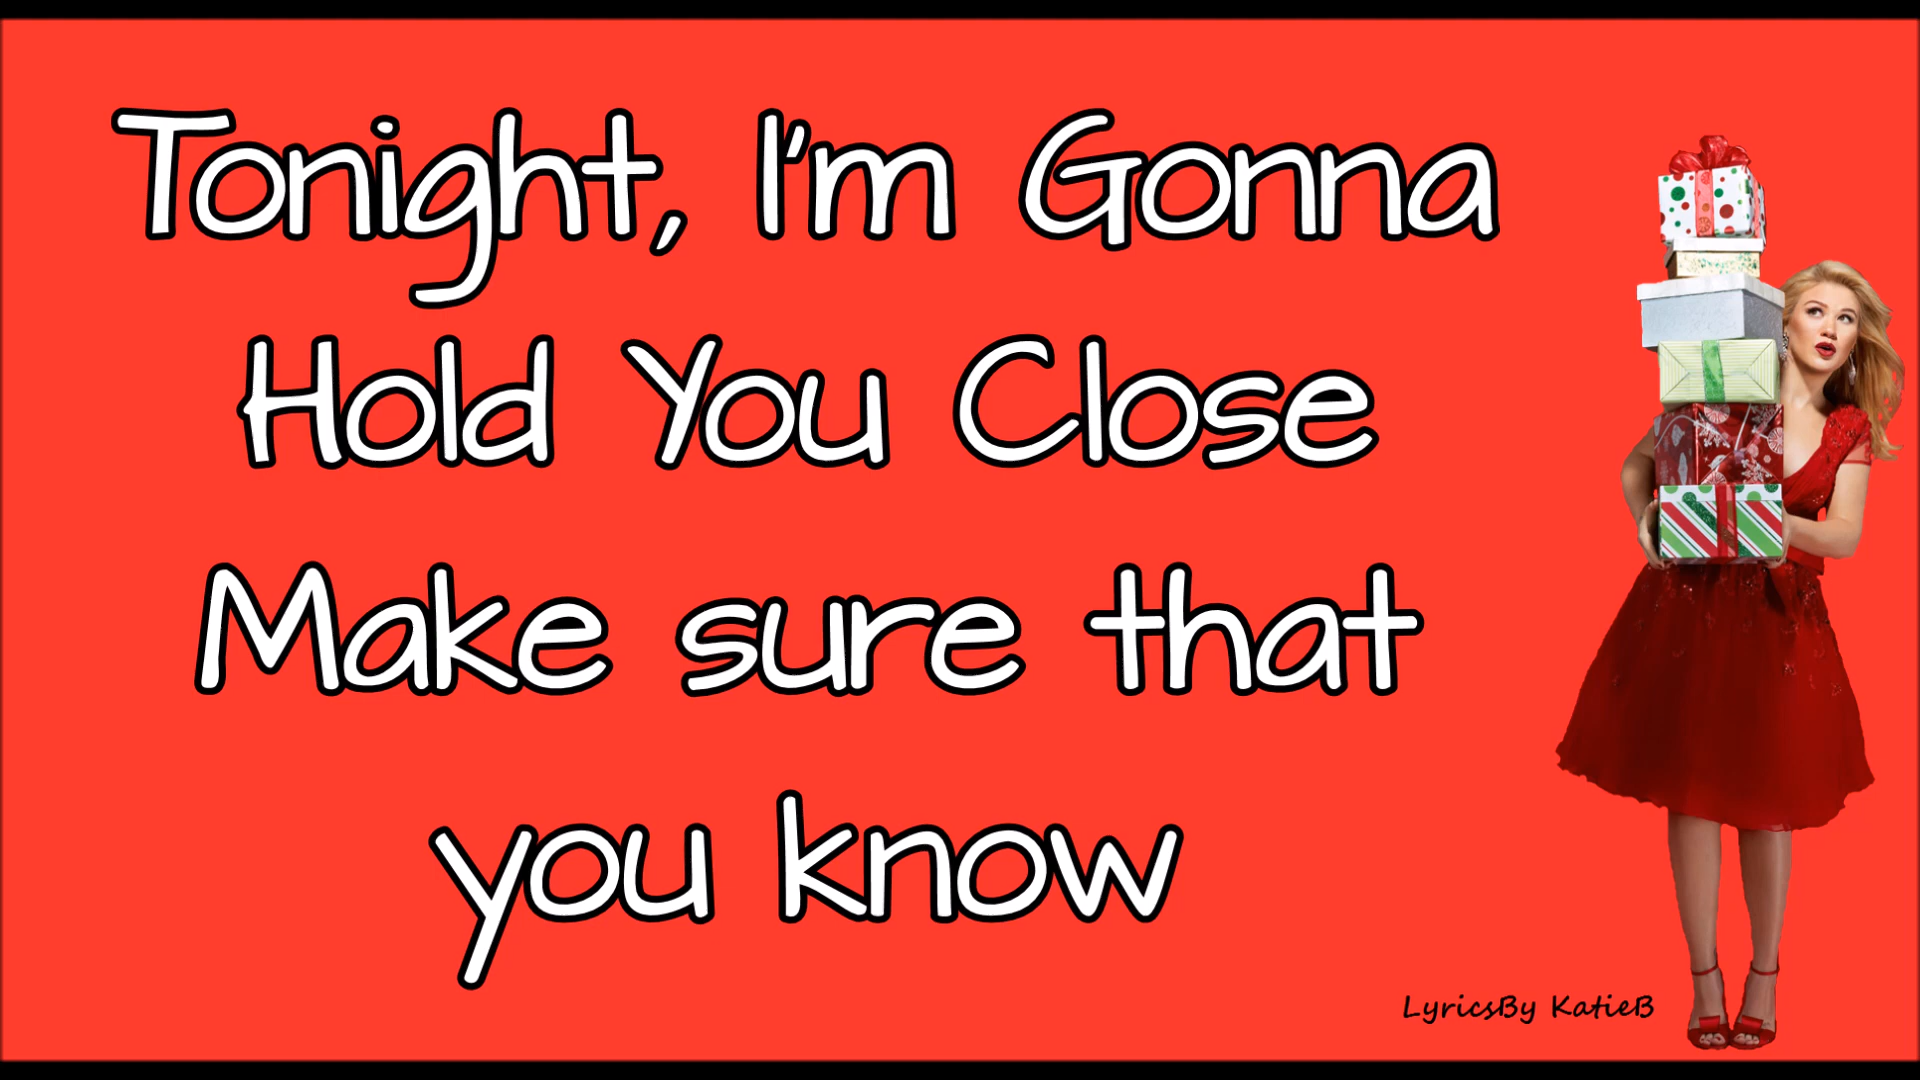 Tonight, I'm Gonna
Hold You Close
Make sure that
you know
LyricsBy KatieB